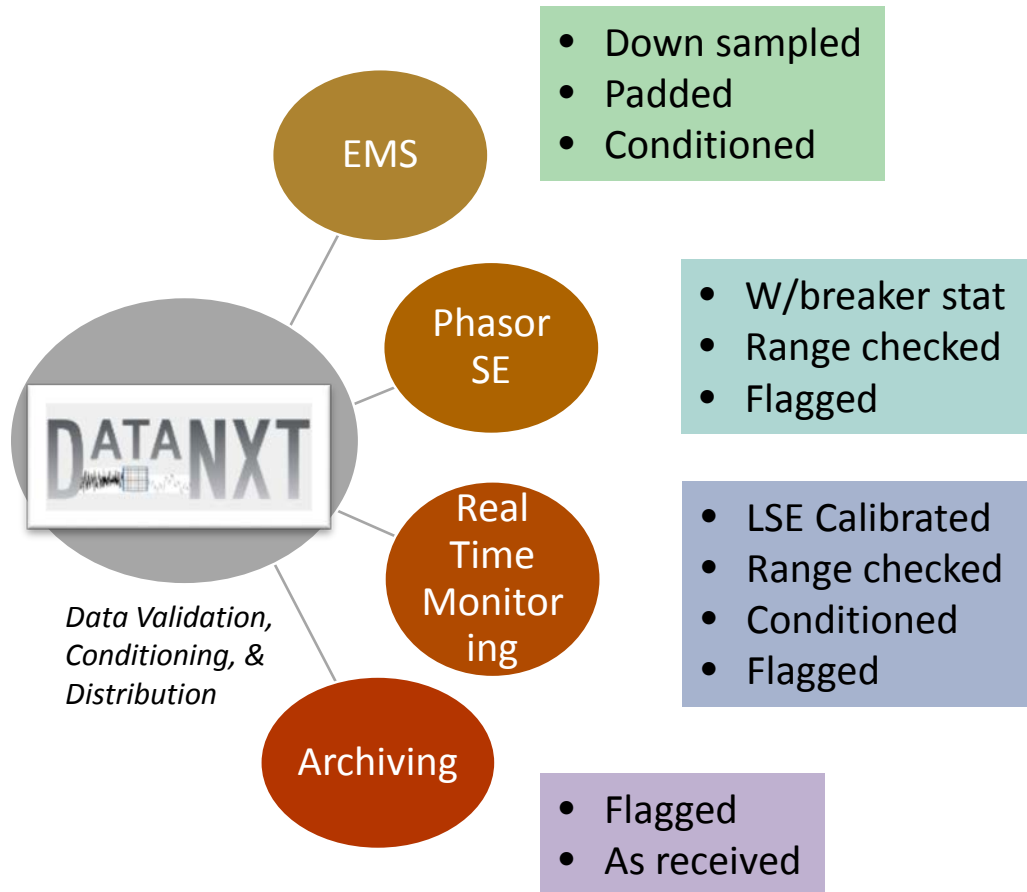 EMS
• Down sampled
• Padded
• Conditioned
Phasor
SE
• W/breaker stat
• Range checked
• Flagged
DATANXT
Real
Time
Monitor
ing
• LSE Calibrated
• Range checked
• Conditioned
• Flagged
Data Validation,
Conditioning, &
Distribution
Archiving
• Flagged
• As received